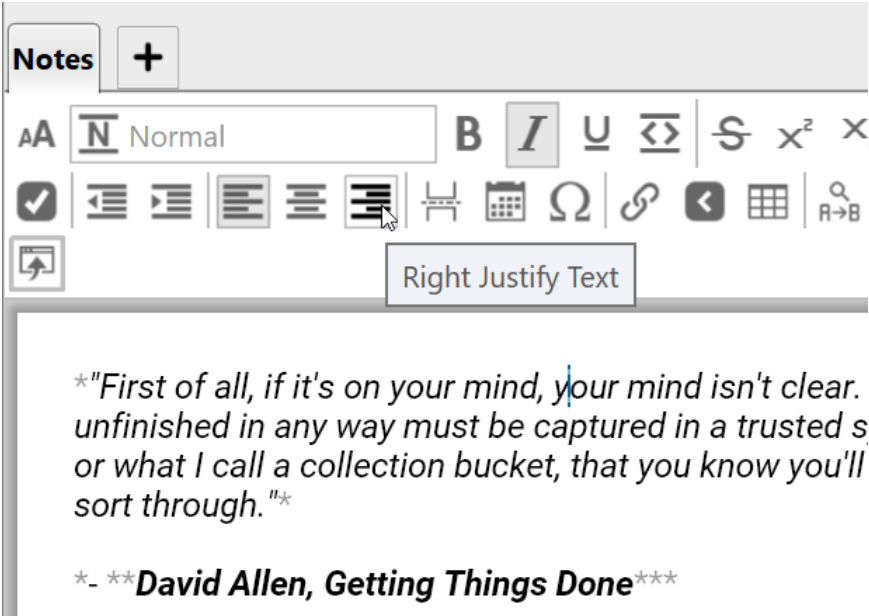 Notes +
AA N Normal B I U <> S x² ×
Ω A→B
Right Justify Text
*"First of all, if it's on your mind, your mind isn't clear.
unfinished in any way must be captured in a trusted
or what I call a collection bucket, that you know you'll
sort through."*
*- **David Allen, Getting Things Done***